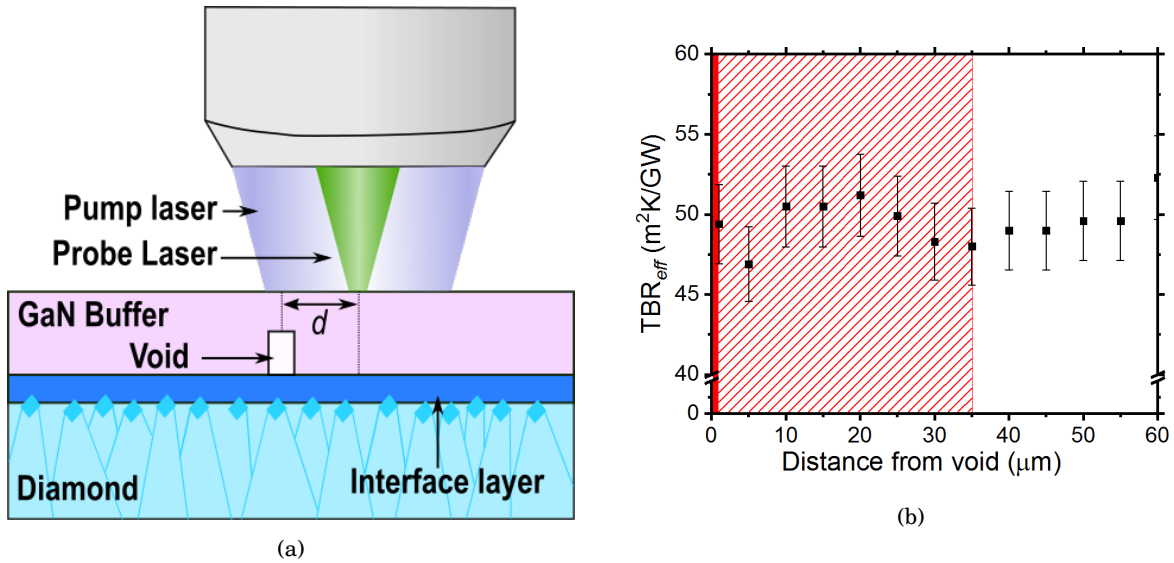 Pump laser
Probe Laser
GaN Buffer
d
Void
Diamond
Interface layer
(a)
60
55
50
45
40
0
TBReff (m²K/GW)
0 10 20 30 40 50 60
Distance from void (μm)
(b)